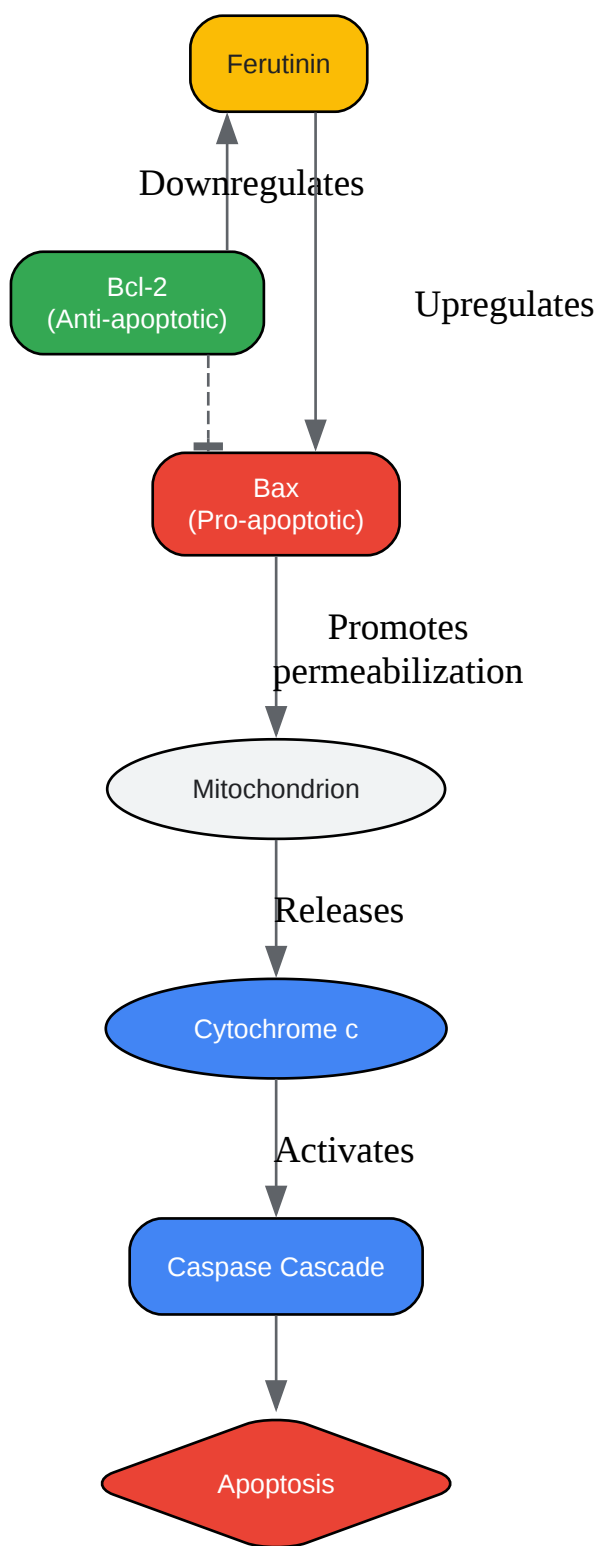 Ferutinin
Downregulates
Bcl-2
(Anti-apoptotic)
Upregulates
Bax
(Pro-apoptotic)
Promotes
permeabilization
Mitochondrion
Releases
Cytochrome c
Activates
Caspase Cascade
Apoptosis